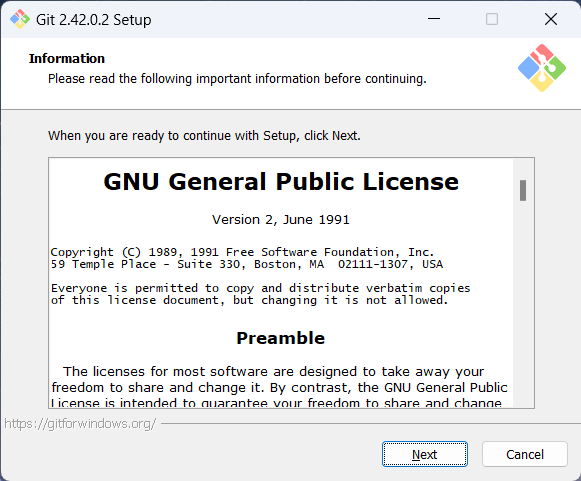 Git 2.42.0.2 Setup
Information
Please read the following important information before continuing.
When you are ready to continue with Setup, click Next.
GNU General Public License
Version 2, June 1991
Copyright (C) 1989, 1991 Free Software Foundation, Inc.
59 Temple Place - Suite 330, Boston, MA  02111-1307, USA
Everyone is permitted to copy and distribute verbatim copies
of this license document, but changing it is not allowed.
Preamble
The licenses for most software are designed to take away your
freedom to share and change it. By contrast, the GNU General Public
License is intended to guarantee your freedom to share and change
https://gitforwindows.org/
Next
Cancel